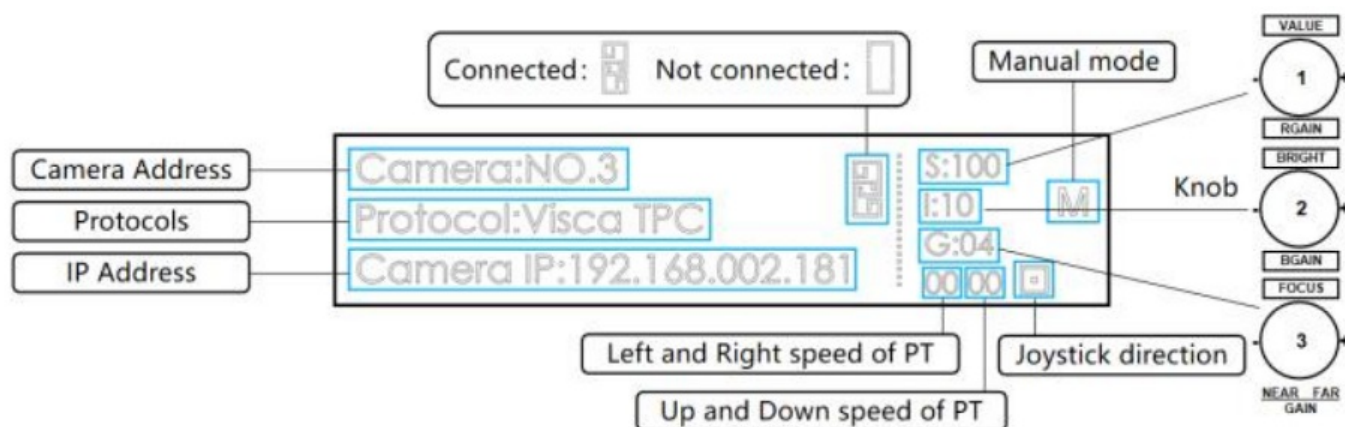 Connected: Not connected:
Manual mode
VALUE
1
RGAIN
Camera Address
Camera:NO.3
S:100
BRIGHT
Protocols
Protocol:Visca TPC
I:10
M
Knob
2
IP Address
Camera IP:192.168.002.181
G:04
BGAIN
00 00
FOCUS
Left and Right speed of PT
Joystick direction
3
Up and Down speed of PT
NEAR FAR
GAIN